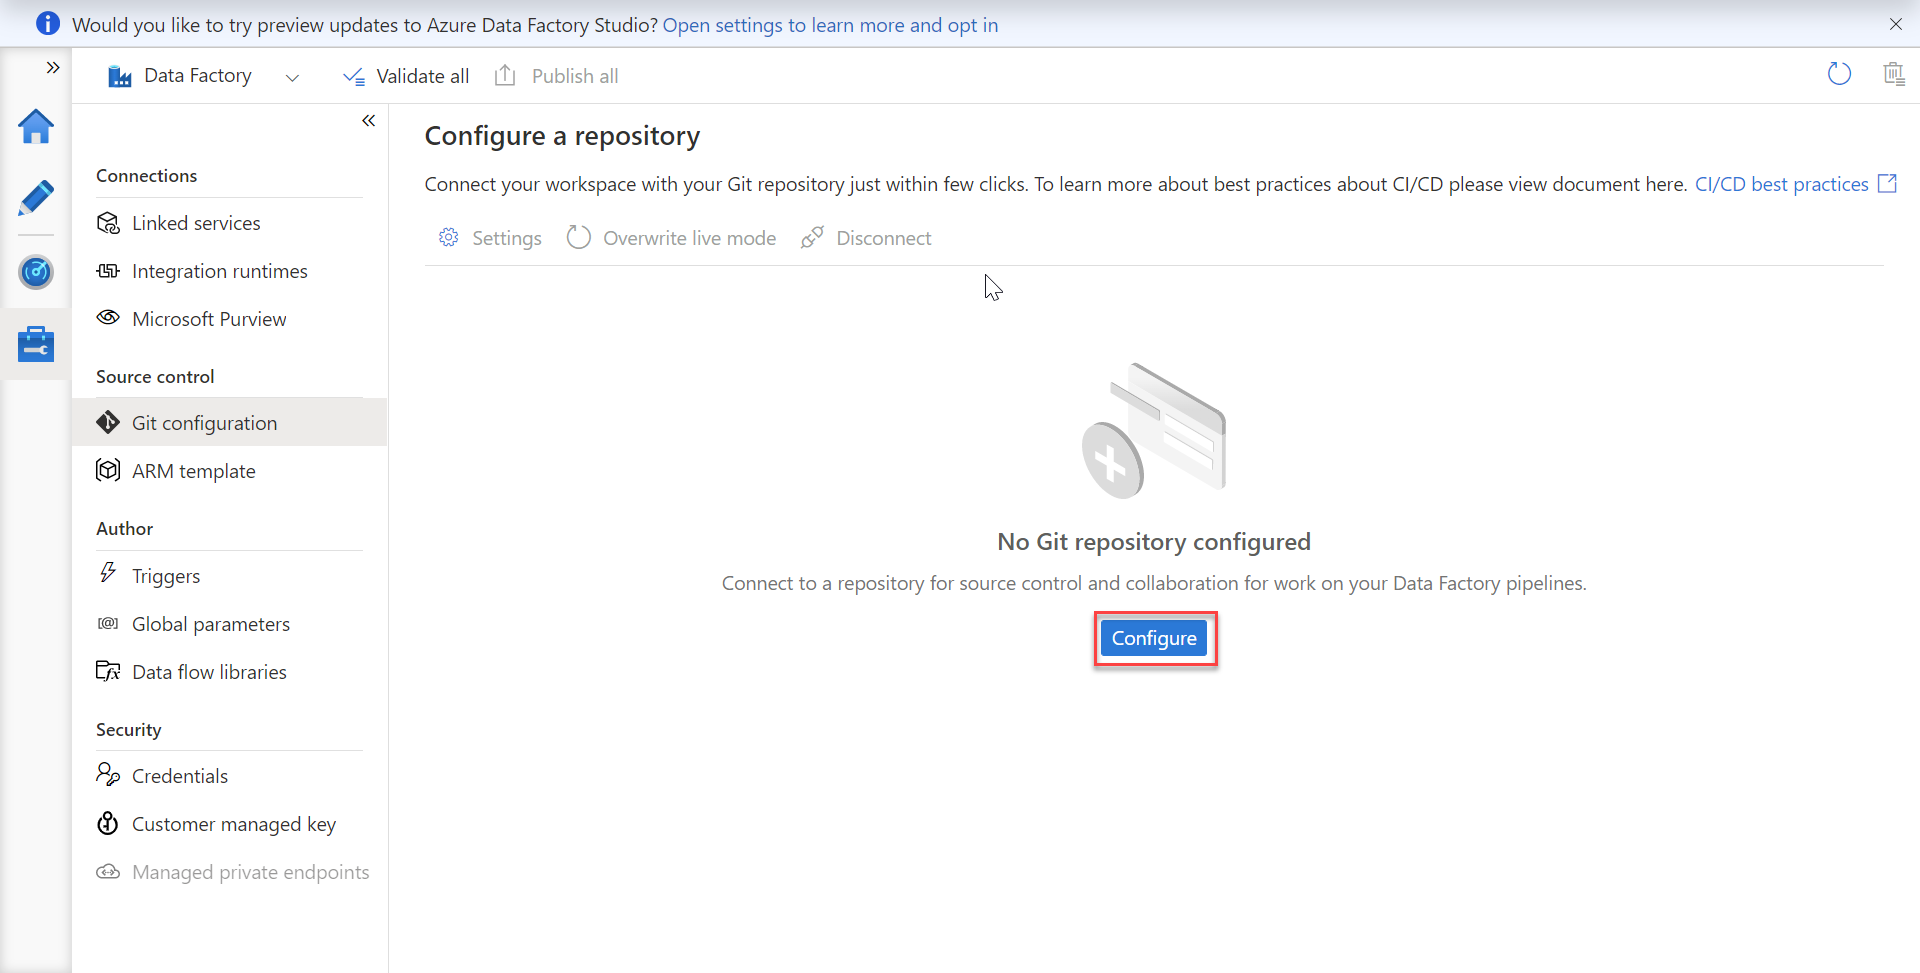 Would you like to try preview updates to Azure Data Factory Studio? Open settings to learn more and opt in
Data Factory
Validate all
Publish all
Connections
Linked services
Integration runtimes
Microsoft Purview
Source control
Git configuration
ARM template
Author
Triggers
Global parameters
Data flow libraries
Security
Credentials
Customer managed key
Managed private endpoints
Configure a repository
Connect your workspace with your Git repository just within few clicks. To learn more about best practices about CI/CD please view document here. CI/CD best practices
Settings
Overwrite live mode
Disconnect
No Git repository configured
Connect to a repository for source control and collaboration for work on your Data Factory pipelines.
Configure